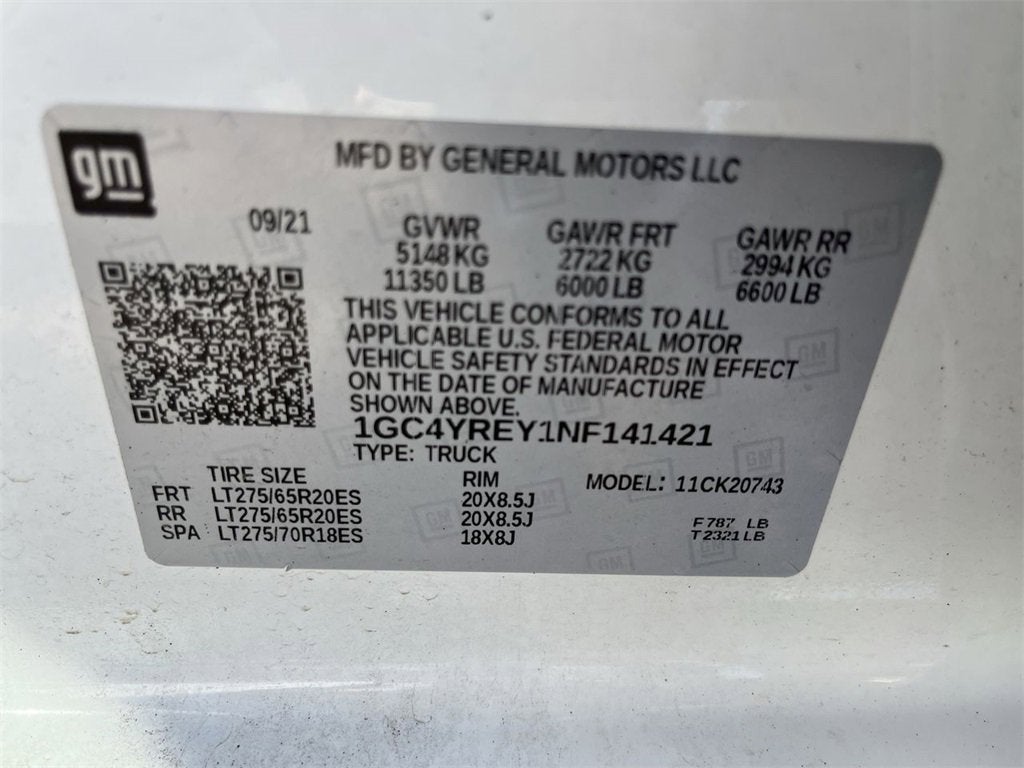 gm
MFD BY GENERAL MOTORS LLC
09/21
GVWR
5148 KG
11350 LB
GAWR FRT
2722 KG
6000 LB
GAWR RR
2994 KG
6600 LB
THIS VEHICLE CONFORMS TO ALL
APPLICABLE U.S. FEDERAL MOTOR
VEHICLE SAFETY STANDARDS IN EFFECT
ON THE DATE OF MANUFACTURE
SHOWN ABOVE.
1GC4YREY1NF141421
TYPE: TRUCK
TIRE SIZE RIM MODEL: 11CK20743
FRT LT275/65R20ES 20X8.5J
RR LT275/65R20ES 20X8.5J F 787 LB
SPA LT275/70R18ES 18X8J T 2321 LB